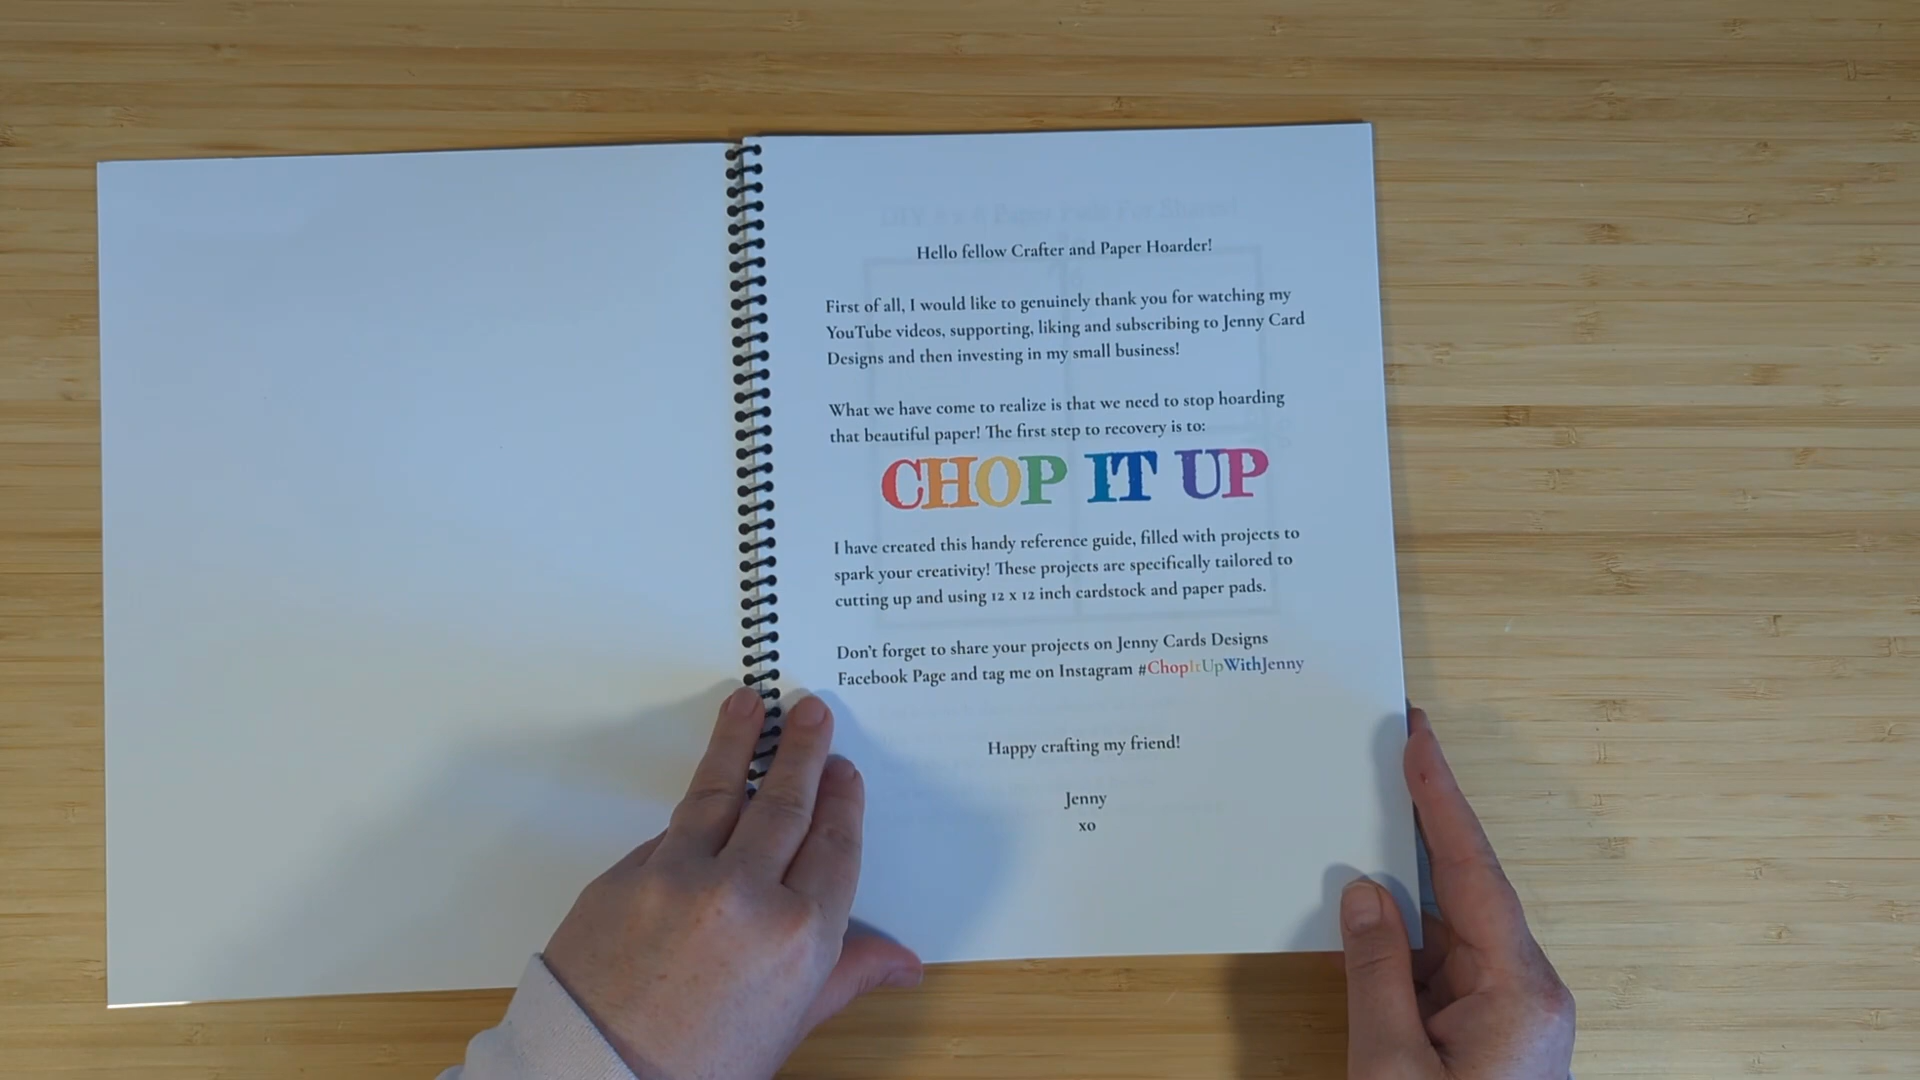 Hello fellow Crafter and Paper Hoarder!
First of all, I would like to genuinely thank you for watching my
YouTube videos, supporting, liking and subscribing to Jenny Card
Designs and then investing in my small business!
What we have come to realize is that we need to stop hoarding
that beautiful paper! The first step to recovery is to:
CHOP IT UP
I have created this handy reference guide, filled with projects to
spark your creativity! These projects are specifically tailored to
cutting up and using 12 x 12 inch cardstock and paper pads.
Don't forget to share your projects on Jenny Cards Designs
Facebook Page and tag me on Instagram #ChopItUpWithJenny
Happy crafting my friend!
Jenny
xo